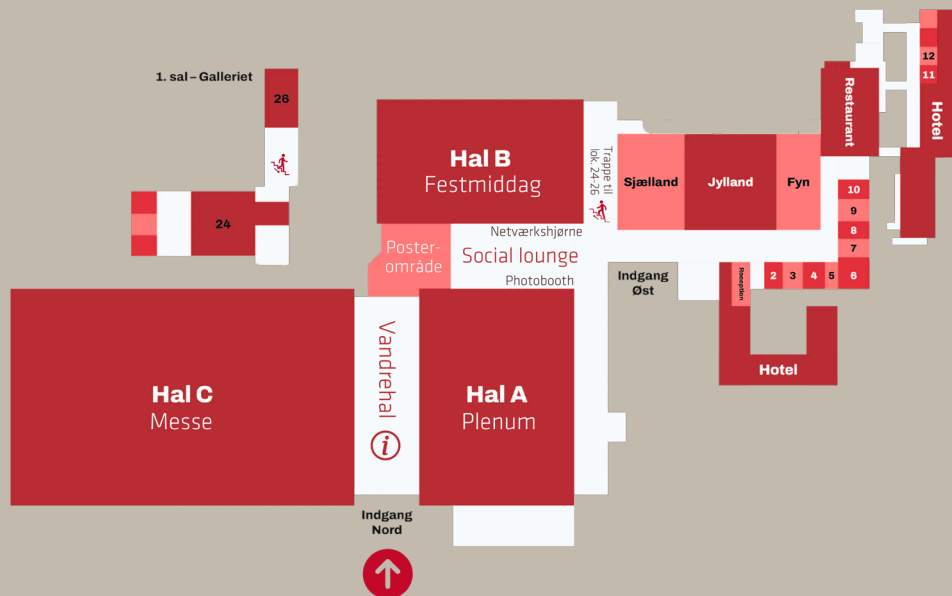 1. sal – Galleriet
26
24
Hal B
Festmiddag
Trappe til
lok. 24-26
Sjælland
Jylland
Fyn
Restaurant
12
11
Hotel
10
9
8
7
6
Netværkshjørne
Social lounge
Photobooth
Poster-
område
Indgang
Øst
Reception
2
3
4
5
Hotel
Hal C
Messe
Vandrehal
i
Hal A
Plenum
Indgang
Nord